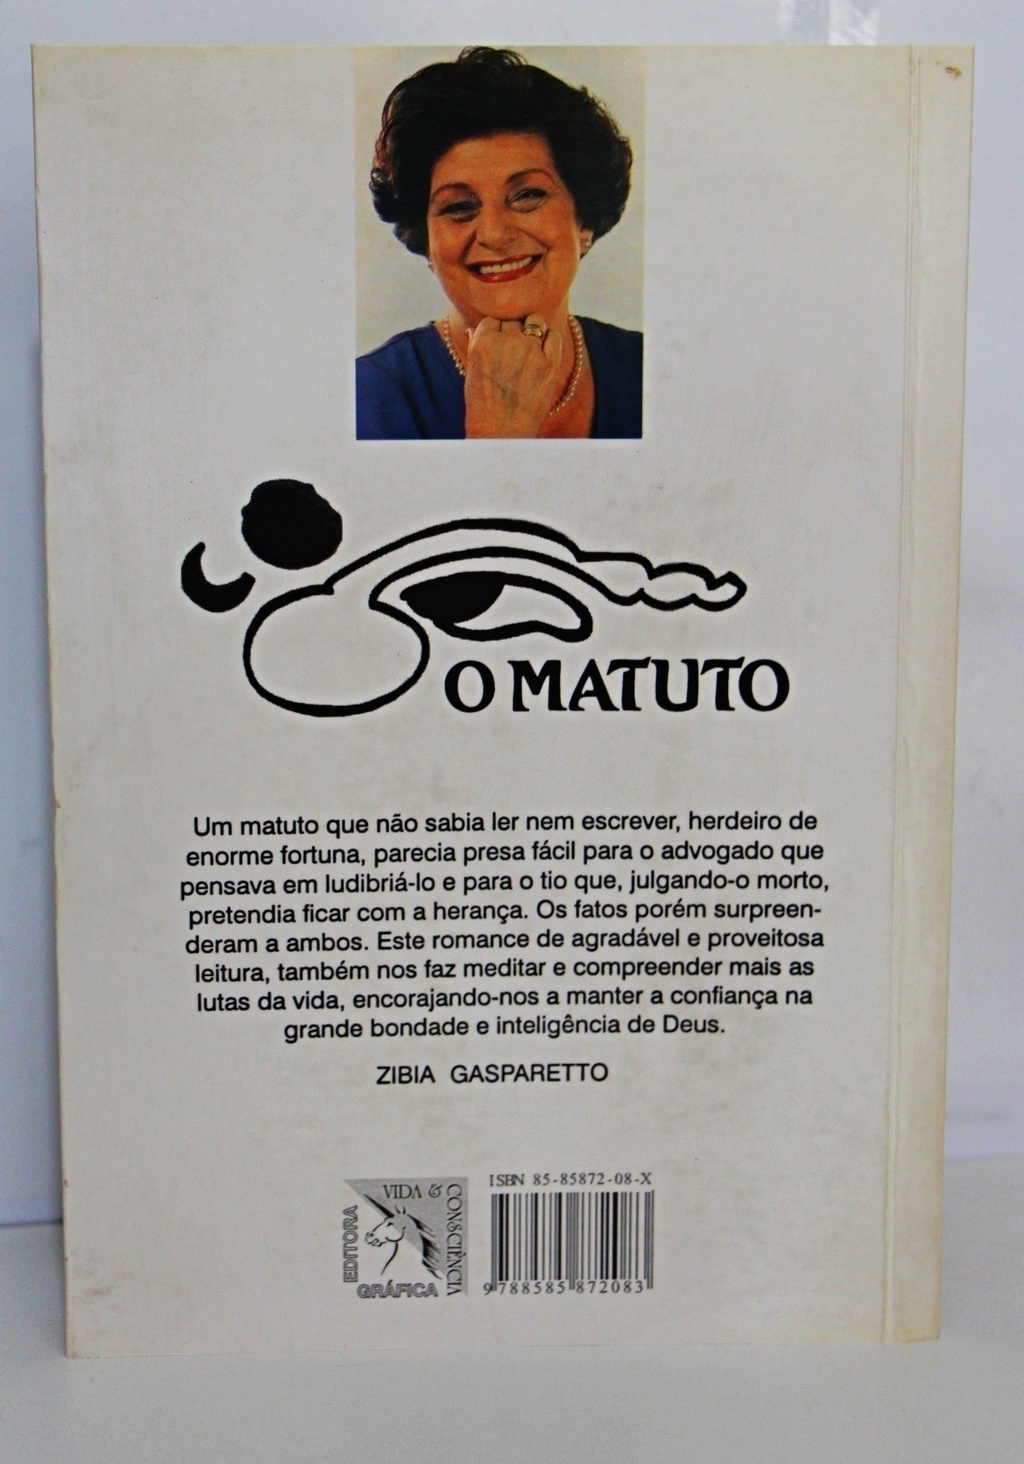 O MATUTO
Um matuto que não sabia ler nem escrever, herdeiro de
enorme fortuna, parecia presa fácil para o advogado que
pensava em ludibriá-lo e para o tio que, julgando-o morto,
pretendia ficar com a herança. Os fatos porém surpreen-
deram a ambos. Este romance de agradável e proveitosa
leitura, também nos faz meditar e compreender mais as
lutas da vida, encorajando-nos a manter a confiança na
grande bondade e inteligência de Deus.
ZIBIA GASPARETTO
VIDA &
CONSCIÊNCIA
EDITORA
GRÁFICA
ISBN 85-85872-08-X
9 788585 872083